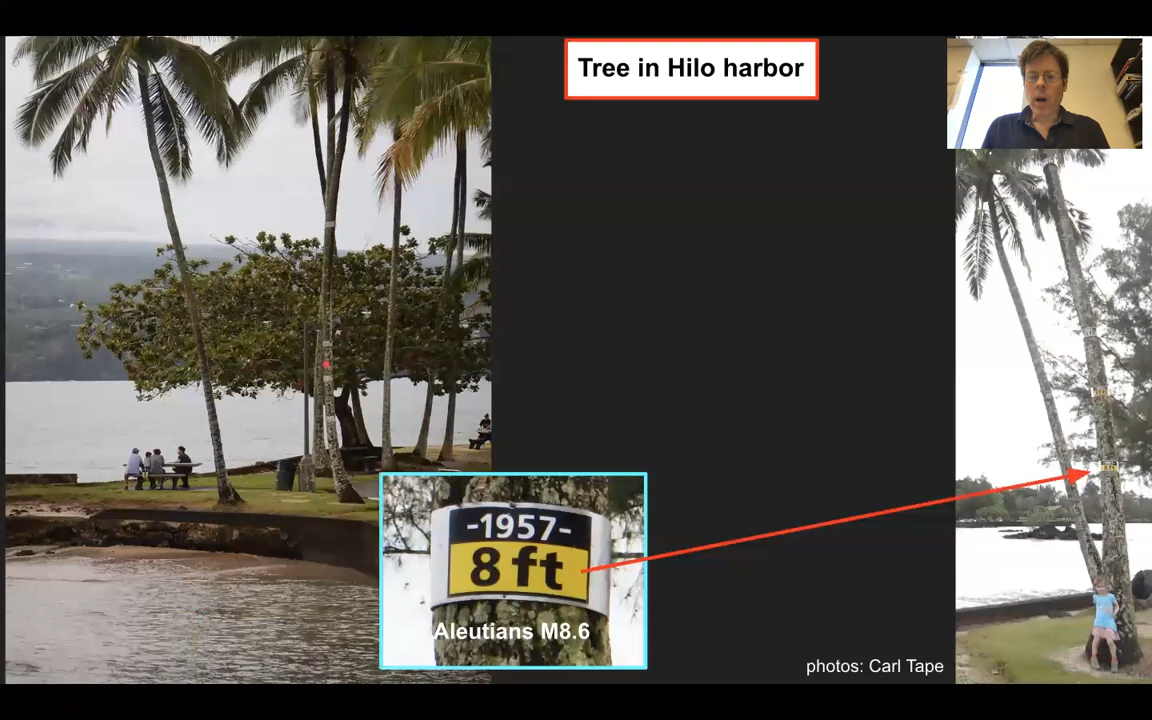 Tree in Hilo harbor
-1957-
8 ft
Aleutians M8.6
photos: Carl Tape